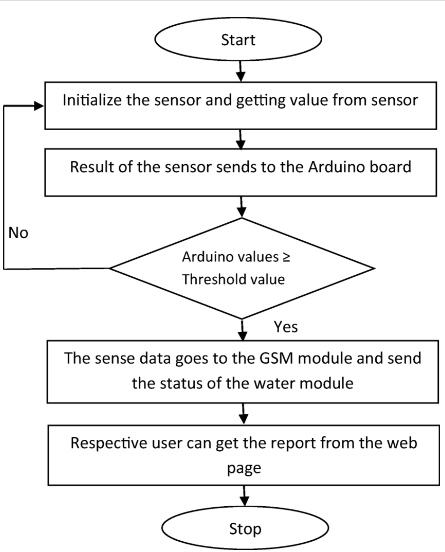 Start
Initialize the sensor and getting value from sensor
Result of the sensor sends to the Arduino board
No
Arduino values ≥
Threshold value
Yes
The sense data goes to the GSM module and send
the status of the water module
Respective user can get the report from the web
page
Stop